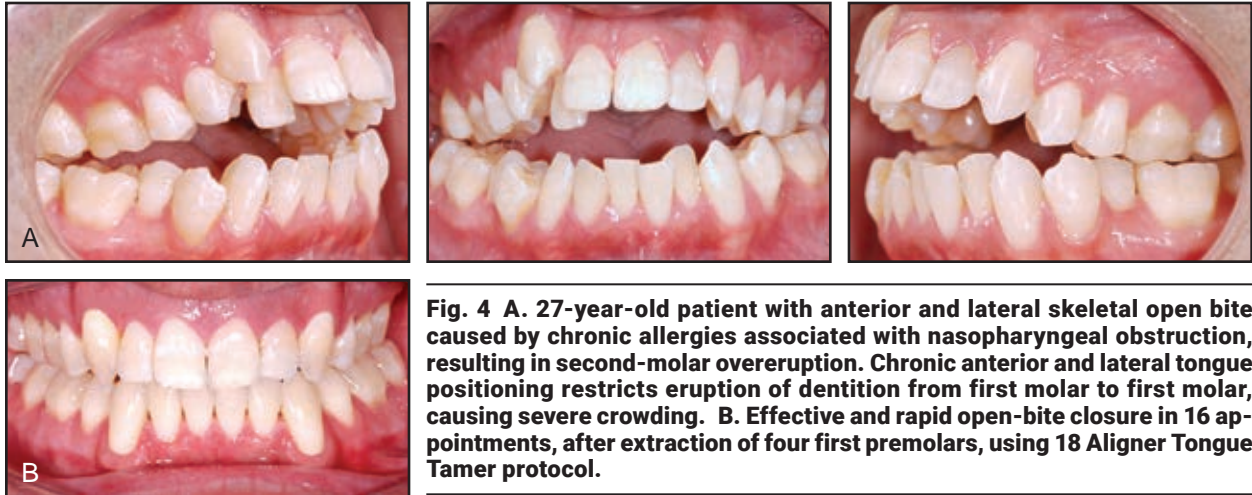 A
B
Fig. 4 A. 27-year-old patient with anterior and lateral skeletal open bite
caused by chronic allergies associated with nasopharyngeal obstruction,
resulting in second-molar overeruption. Chronic anterior and lateral tongue
positioning restricts eruption of dentition from first molar to first molar,
causing severe crowding. B. Effective and rapid open-bite closure in 16 ap-
pointments, after extraction of four first premolars, using 18 Aligner Tongue
Tamer protocol.